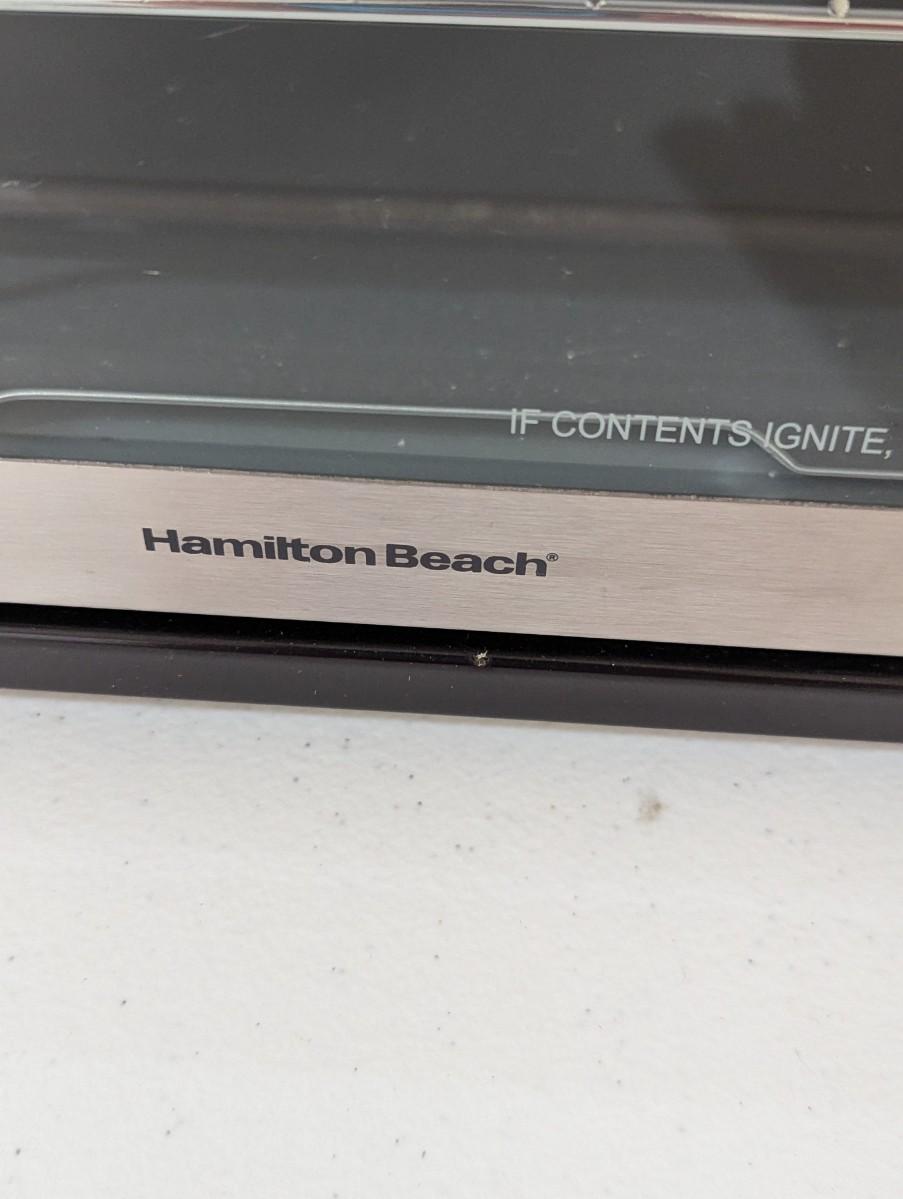 IF CONTENTS IGNITE,
Hamilton Beach®